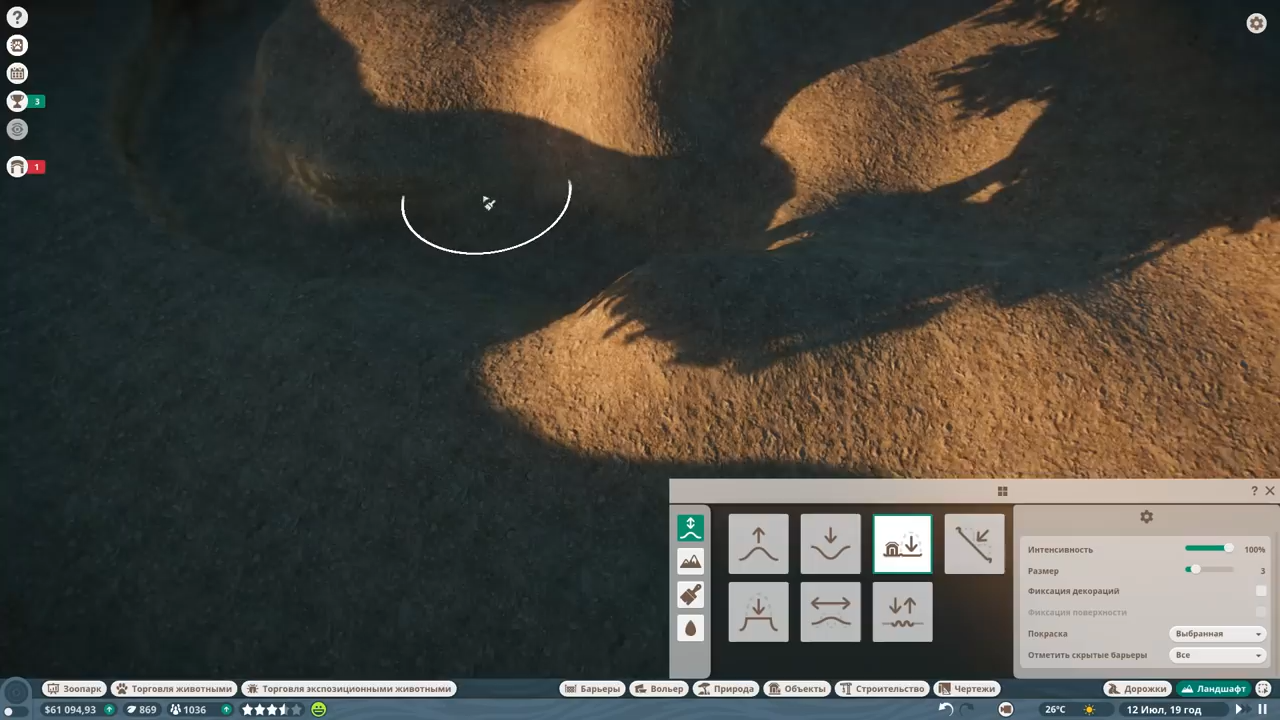 ?
3
1
? ×
Интенсивность 100%
Размер 3
Фиксация декораций
Фиксация поверхности
Покраска Выбранная
Отметить скрытые барьеры Все
Зоопарк Торговля животными Торговля экспозиционными животными Барьеры Вольер Природа Объекты Строительство Чертежи Дорожки Ландшафт
$61 094,93 869 1036 26°C 12 Июл, 19 год